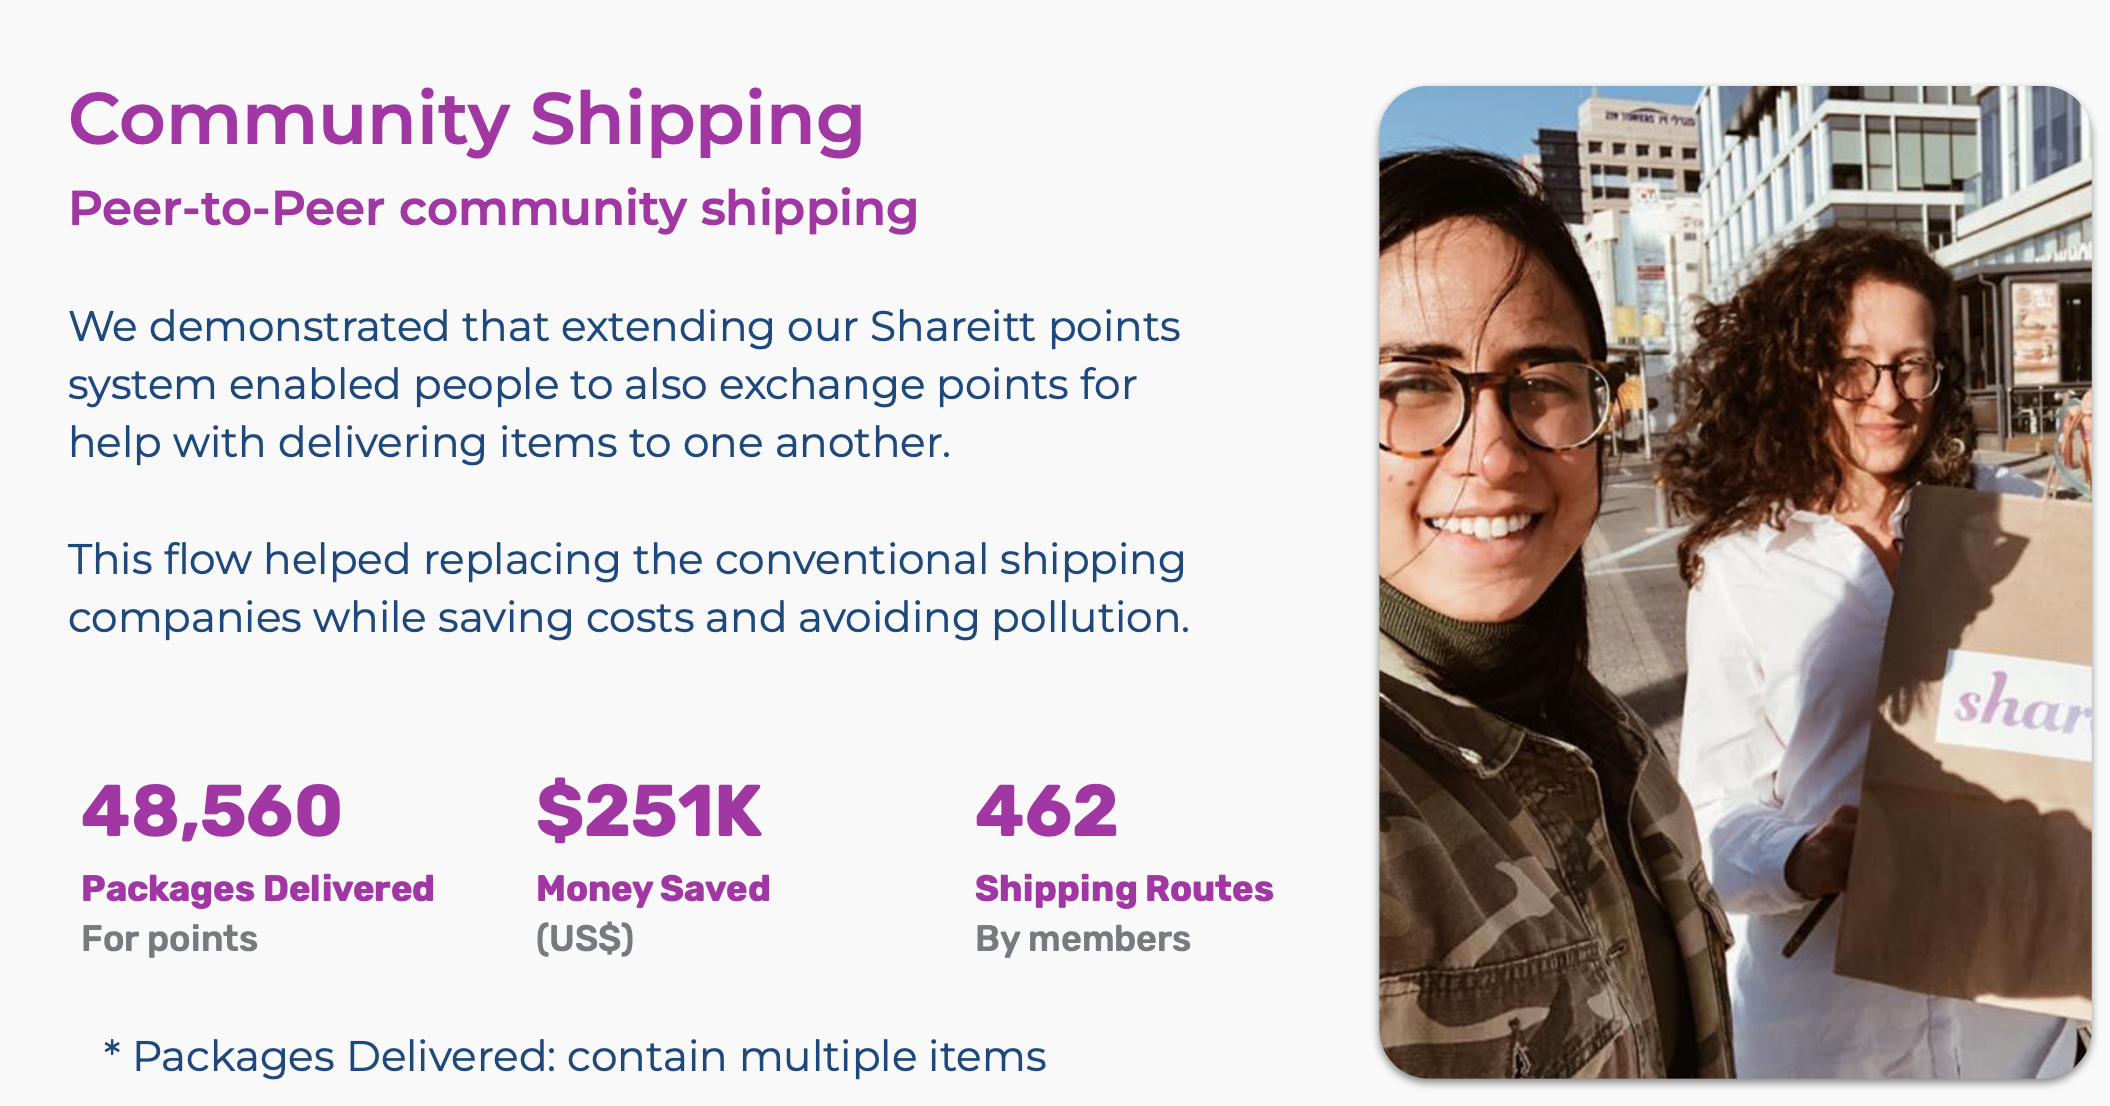 Community Shipping
Peer-to-Peer community shipping
We demonstrated that extending our Shareitt points
system enabled people to also exchange points for
help with delivering items to one another.
This flow helped replacing the conventional shipping
companies while saving costs and avoiding pollution.
48,560
Packages Delivered
For points
$251K
Money Saved
(US$)
462
Shipping Routes
By members
* Packages Delivered: contain multiple items
shar